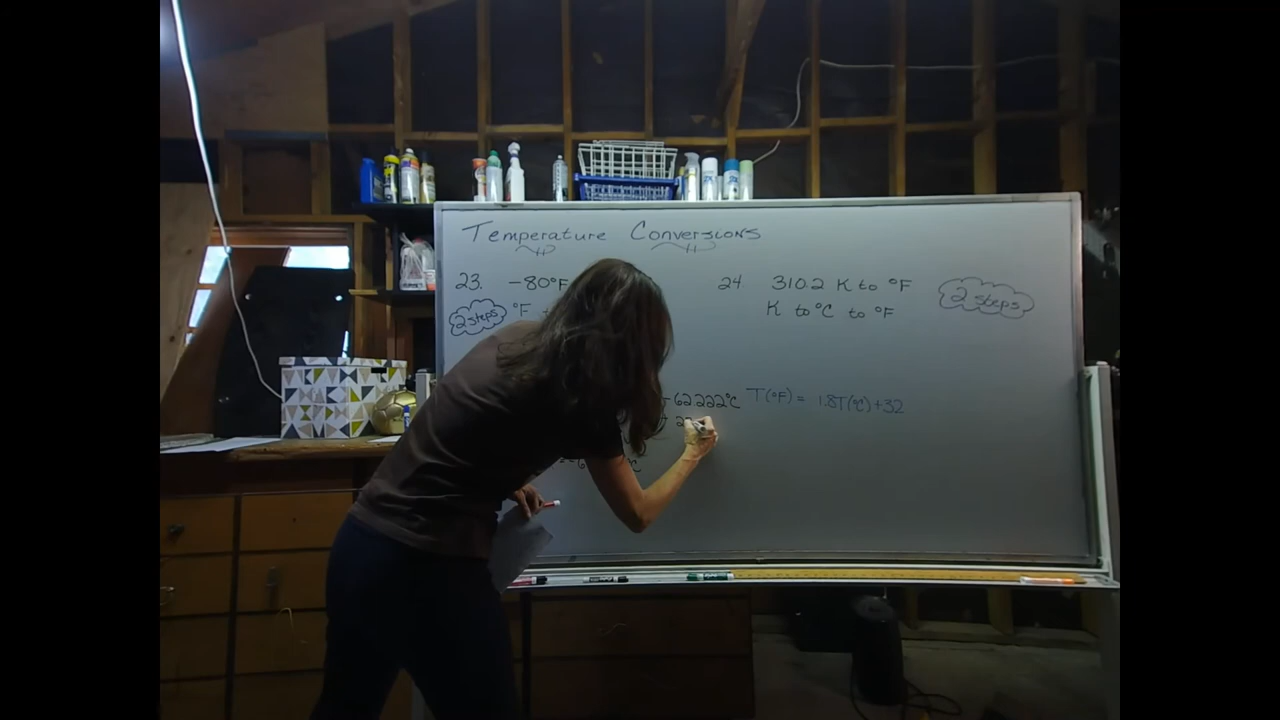 Temperature Conversions
23. -80°F
2 steps
°F
-62.222°C
°C
24. 310.2 K to °F
2 steps
K to °C to °F
T(°F) = 1.8T(°C) + 32